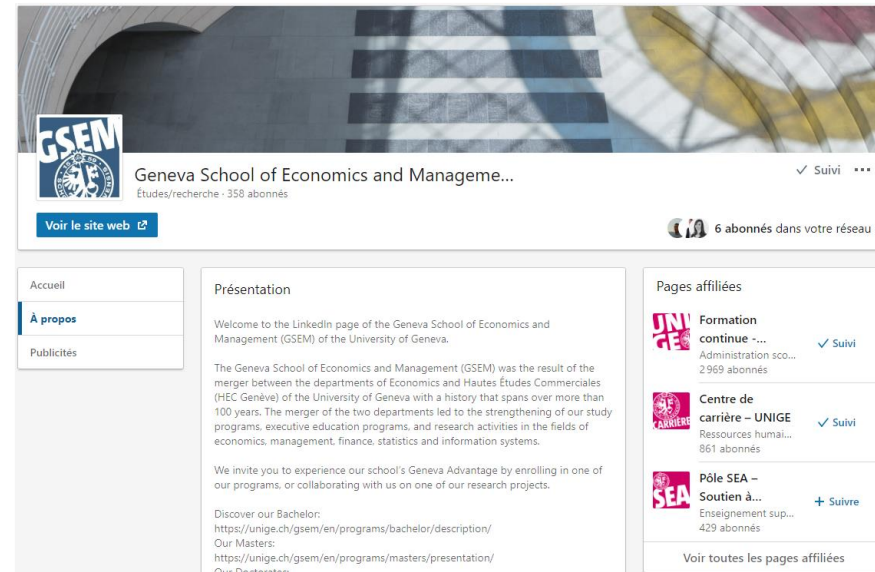 GSEM
Geneva School of Economics and Manageme...
Études/recherche · 358 abonnés
✓ Suivi ...
Voir le site web
6 abonnés dans votre réseau
Accueil
À propos
Publicités
Présentation
Welcome to the LinkedIn page of the Geneva School of Economics and
Management (GSEM) of the University of Geneva.
The Geneva School of Economics and Management (GSEM) was the result of the
merger between the departments of Economics and Hautes Études Commerciales
(HEC Genève) of the University of Geneva with a history that spans over more than
100 years. The merger of the two departments led to the strengthening of our study
programs, executive education programs, and research activities in the fields of
economics, management, finance, statistics and information systems.
We invite you to experience our school's Geneva Advantage by enrolling in one of
our programs, or collaborating with us on one of our research projects.
Discover our Bachelor:
https://unige.ch/gsem/en/programs/bachelor/description/
Our Masters:
https://unige.ch/gsem/en/programs/masters/presentation/
Our Doctorates:
Pages affiliées
UNI
GE
Formation
continue -...
Administration sco...
2 969 abonnés
✓ Suivi
CARRIÈRE
Centre de
carrière – UNIGE
Ressources humai...
861 abonnés
✓ Suivi
SEA
Pôle SEA –
Soutien à...
Enseignement sup...
429 abonnés
+ Suivre
Voir toutes les pages affiliées